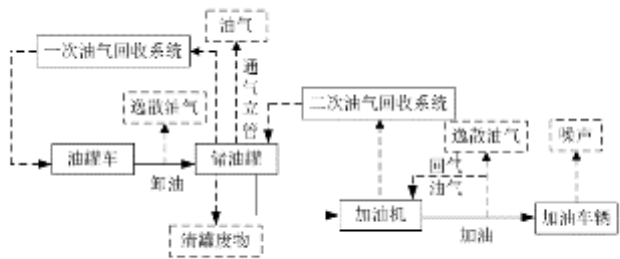 油气
一次油气回收系统
通气立管
二次油气回收系统
逸散油气
逸散油气
噪声
油罐车
储油罐
卸油
回气
油气
加油机
加油车辆
加油
清罐废物